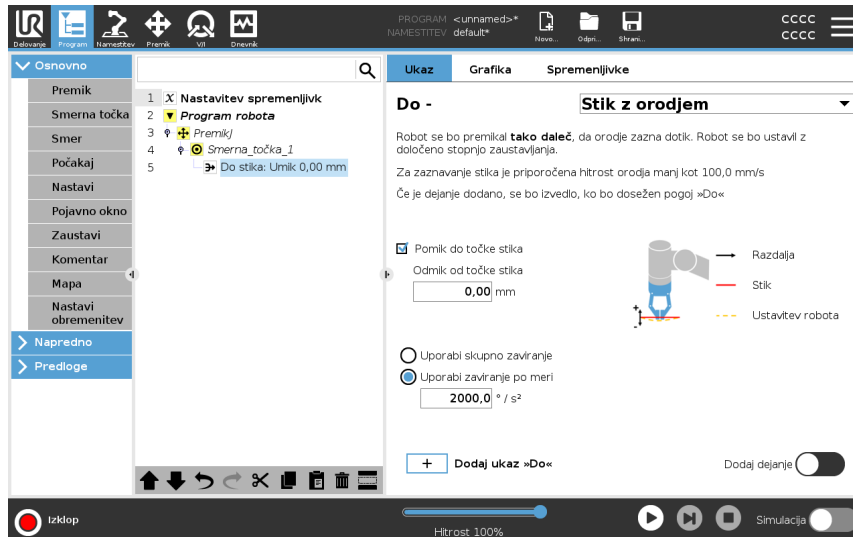 UR
Delovanje
Program
Namestitev
Premik
V/I
Dnevnik
PROGRAM <unnamed>*
NAMESTITEV default*
Novo...
Odpri...
Shrani...
cccc
cccc
Osnovno
Premik
Smerna točka
Smer
Počakaj
Nastavi
Pojavno okno
Zaustavi
Komentar
Mapa
Nastavi
obremenitev
Napredno
Predloge
1 X Nastavitev spremenljivk
2 Program robota
3 PremikJ
4 Smerna_točka_1
5 Do stika: Umik 0,00 mm
Ukaz Grafika Spremenljivke
Do - Stik z orodjem
Robot se bo premikal tako daleč, da orodje zazna dotik. Robot se bo ustavil z
določeno stopnjo zaustavljanja.
Za zaznavanje stika je priporočena hitrost orodja manj kot 100,0 mm/s
Če je dejanje dodano, se bo izvedlo, ko bo dosežen pogoj »Do«
Pomik do točke stika
Odmik od točke stika
0,00 mm
Razdalja
Stik
Ustavitev robota
+
-
Uporabi skupno zaviranje
Uporabi zaviranje po meri
2000,0 ° / s²
+ Dodaj ukaz »Do«
Dodaj dejanje
Izklop
Hitrost 100%
Simulacija